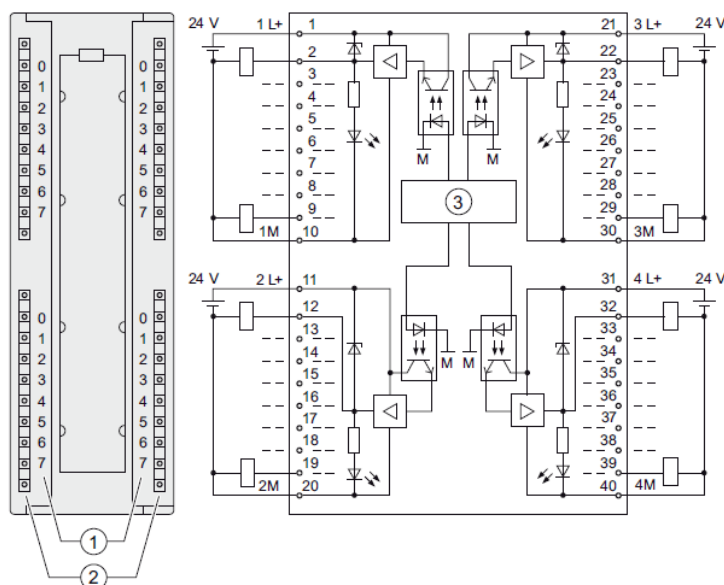 24 V 1 L+ 1 21 3 L+ 24 V
2 22
0 3 23 0
1 4 24 1
2 5 25 2
3 6 26 3
4 M M
5 7 27 4
6 8 28 5
7 9 3 29 6
1M 10 30 3M 7
24 V 2 L+ 11 31 4 L+ 24 V
0 12 32 0
1 13 33 1
2 14 34 2
3 15 M M 35 3
4 16 36 4
5 17 37 5
6 18 38 6
7 19 39 7
2M 20 40 4M
1
2